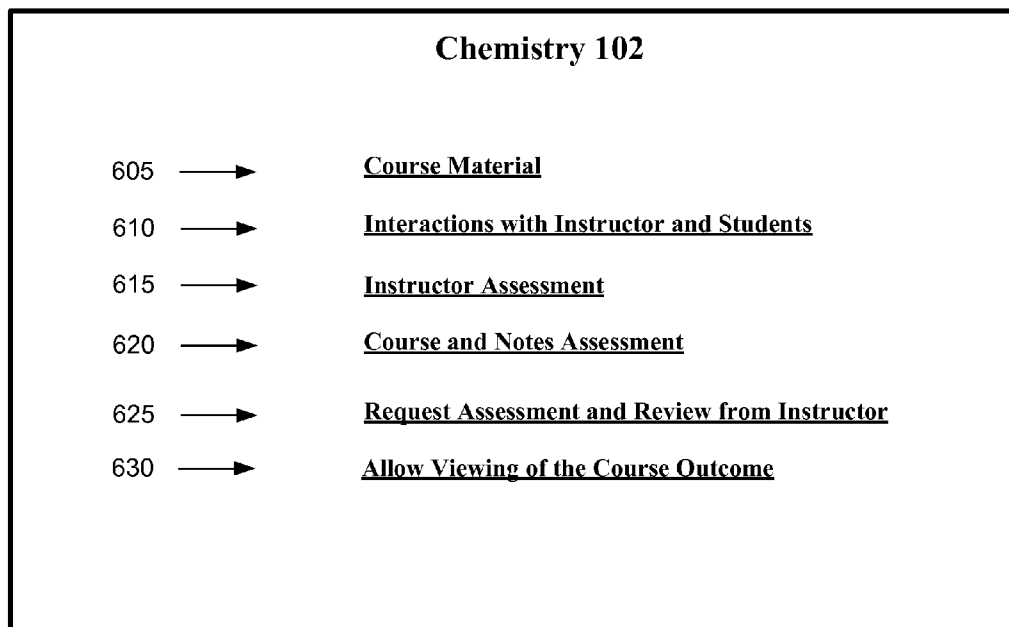 Chemistry 102
605 Course Material
610 Interactions with Instructor and Students
615 Instructor Assessment
620 Course and Notes Assessment
625 Request Assessment and Review from Instructor
630 Allow Viewing of the Course Outcome